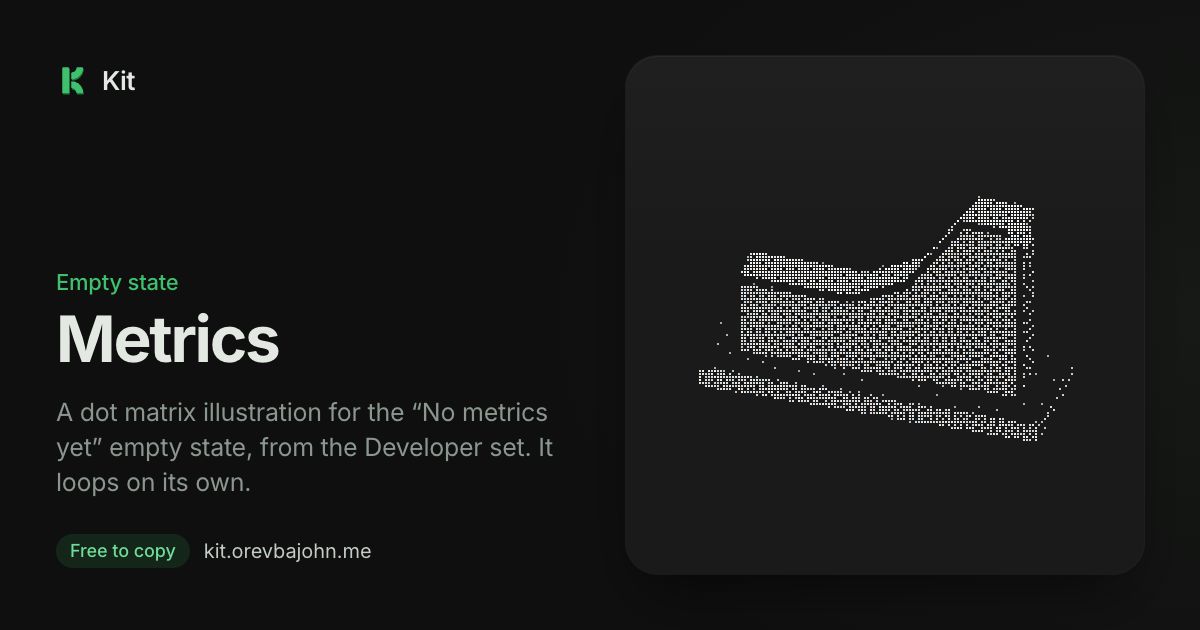 Kit
Empty state
Metrics
A dot matrix illustration for the “No metrics
yet” empty state, from the Developer set. It
loops on its own.
Free to copy
kit.orevbajohn.me